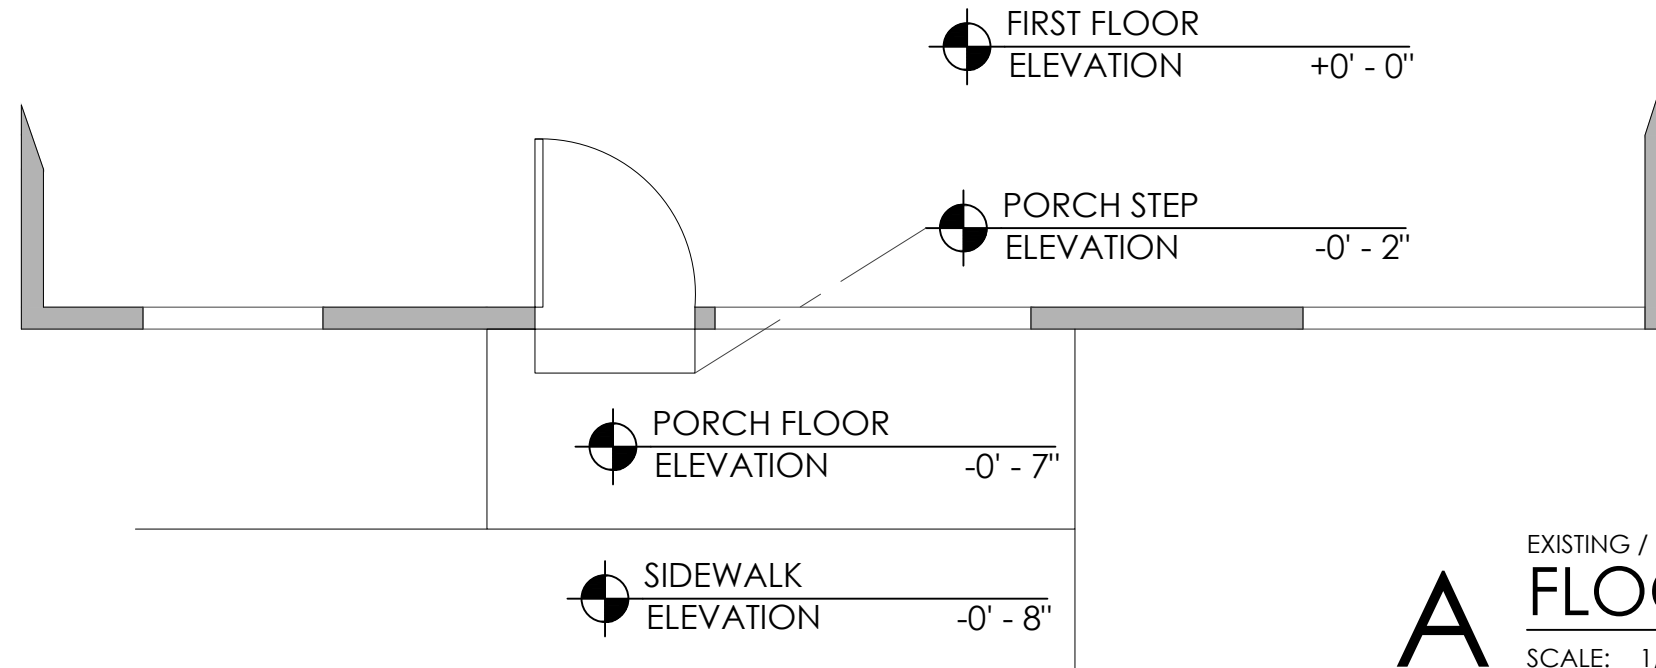 FIRST FLOOR
ELEVATION +0' - 0"
PORCH STEP
ELEVATION -0' - 2"
PORCH FLOOR
ELEVATION -0' - 7"
SIDEWALK
ELEVATION -0' - 8"
A
EXISTING /
SCALE: